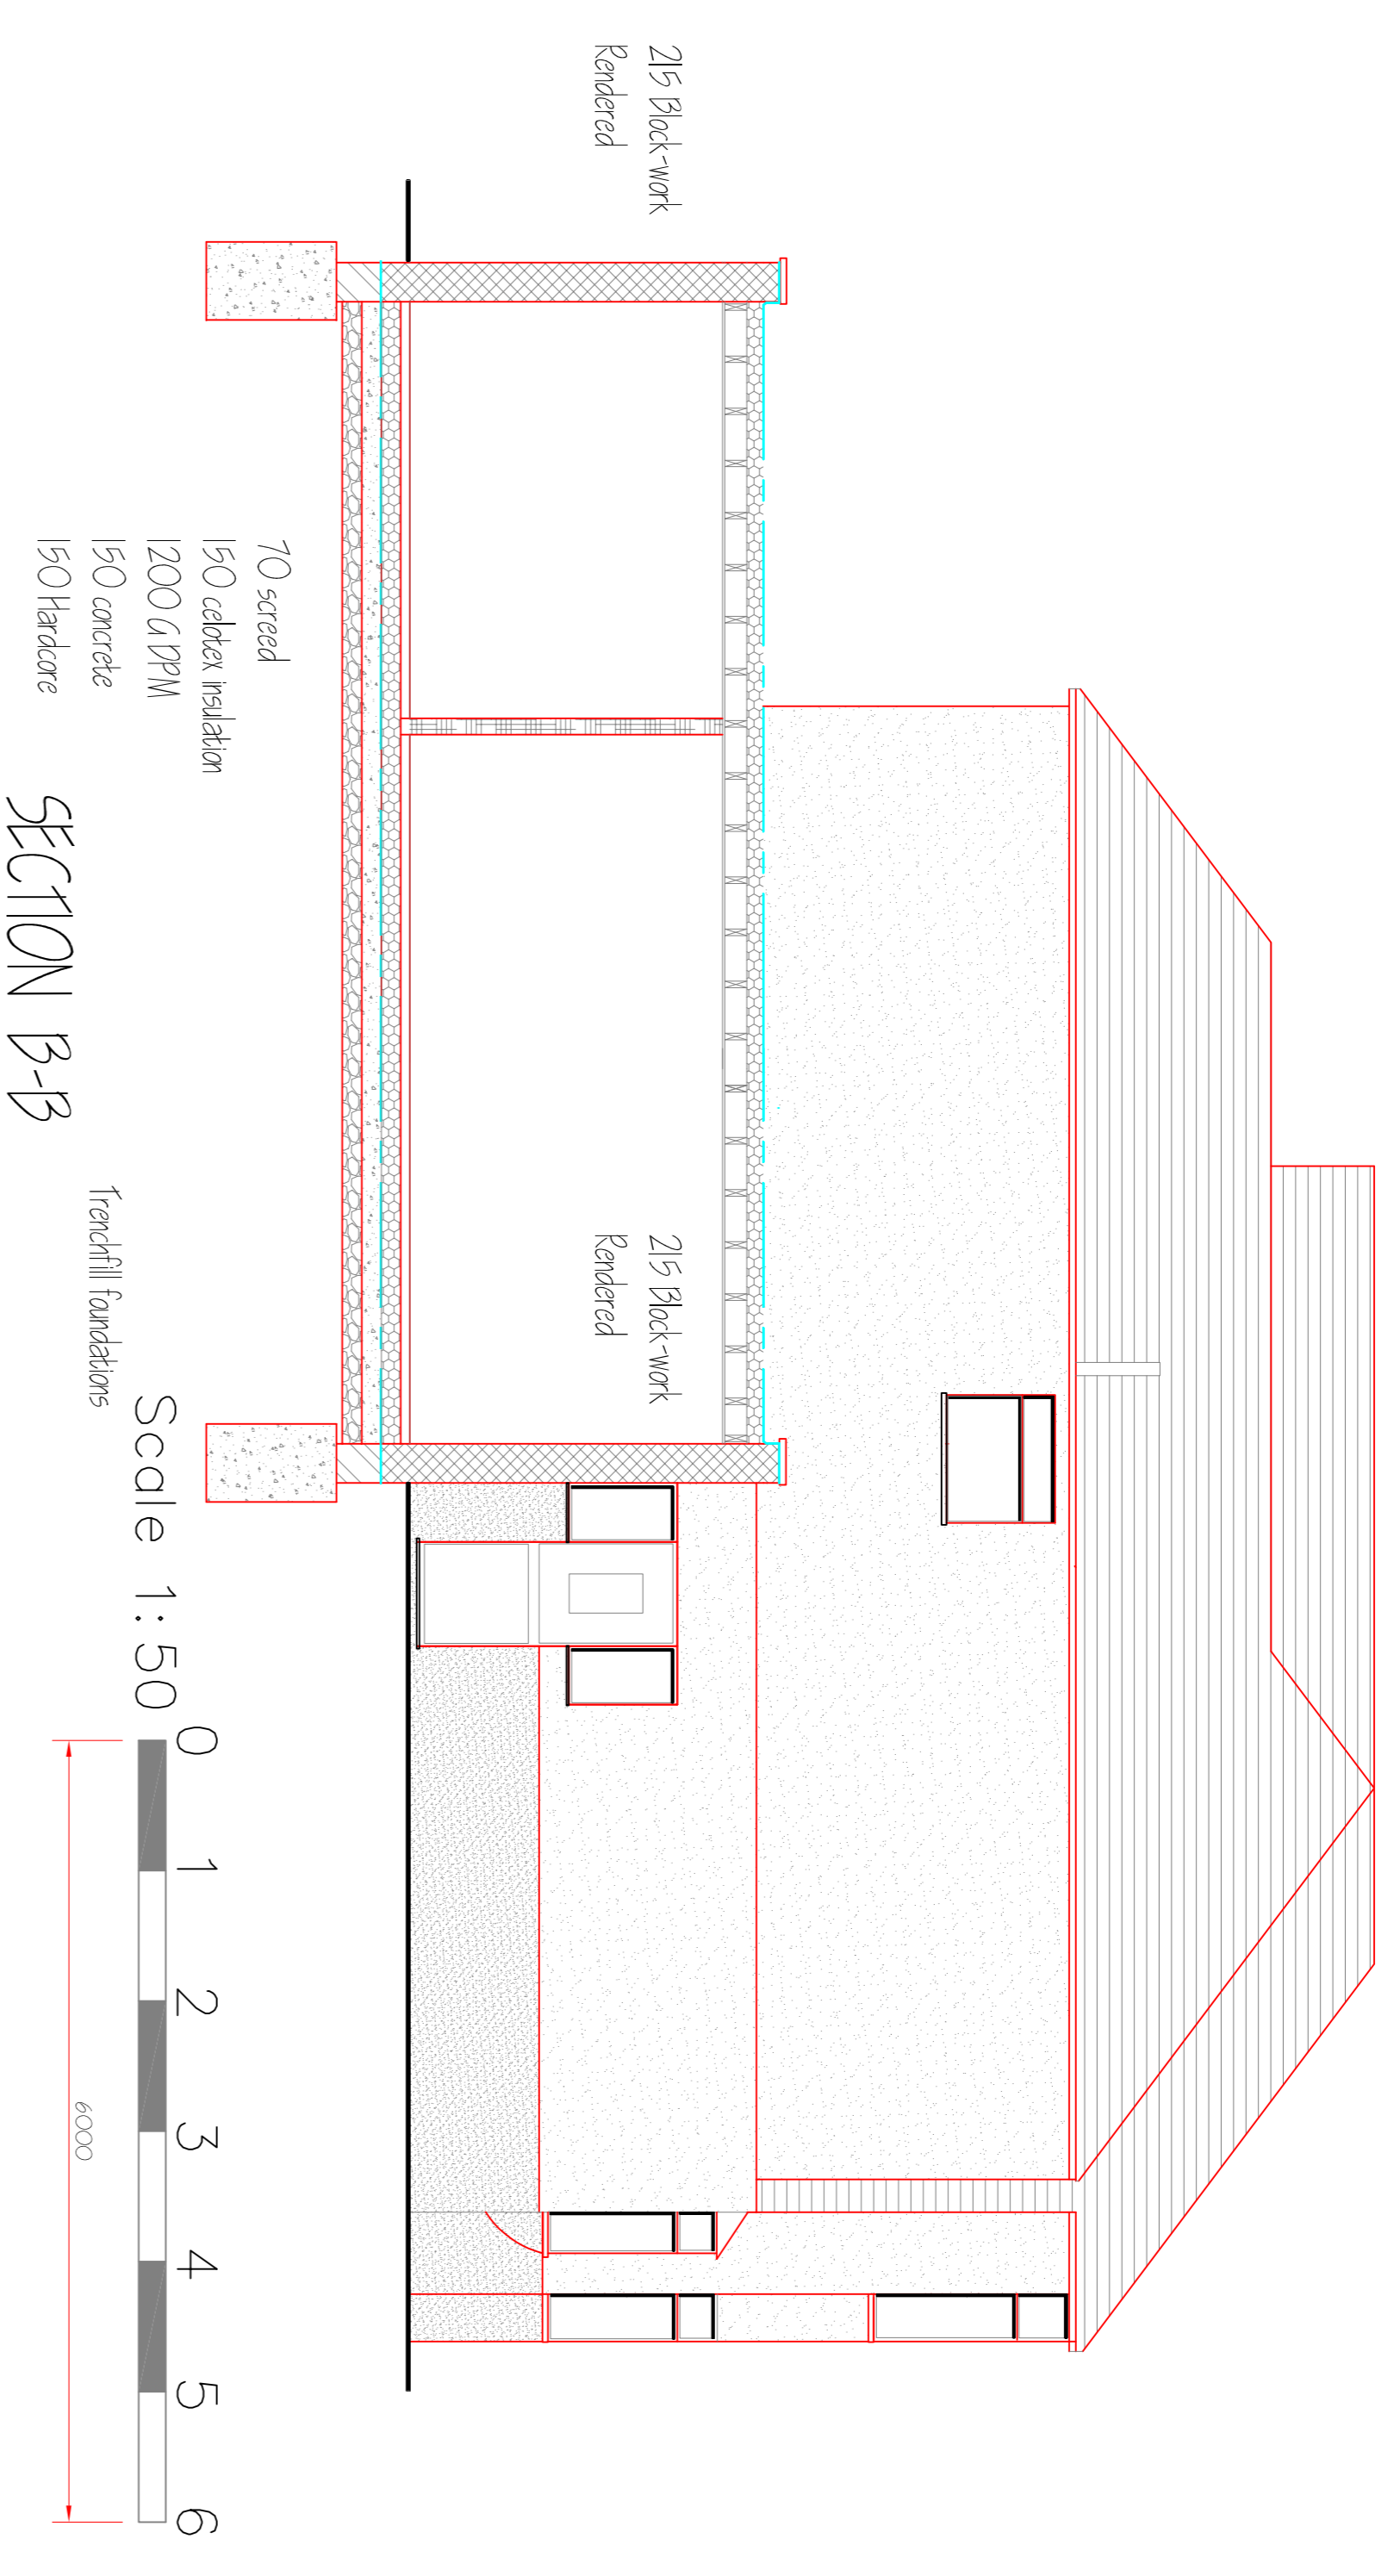 215 Block-work
Rendered
215 Block-work
Rendered
70 screed
150 celotex insulation
1200 G DPM
150 concrete
150 Hardcore
SECTION B-B
Trenchfill foundations
Scale 1:50
0 1 2 3 4 5 6
6000